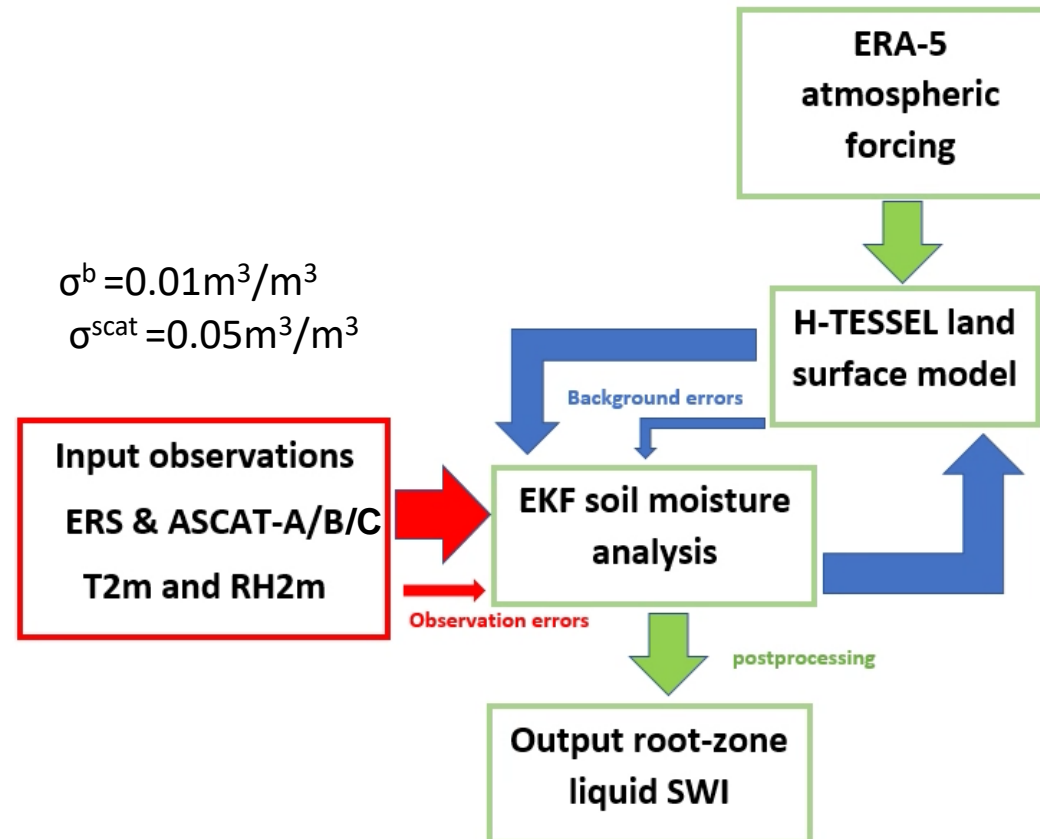 ERA-5
atmospheric
forcing
σᵇ =0.01m³/m³
σˢᶜᵃᵗ =0.05m³/m³
H-TESSEL land
surface model
Background errors
Input observations
ERS & ASCAT-A/B/C
T2m and RH2m
EKF soil moisture
analysis
Observation errors
postprocessing
Output root-zone
liquid SWI